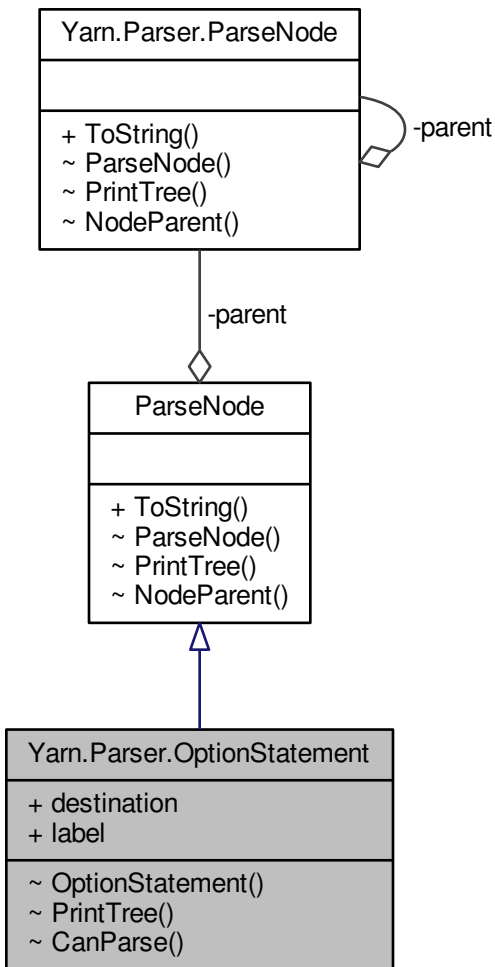 Yarn.Parser.ParseNode
+ ToString()
~ ParseNode()
~ PrintTree()
~ NodeParent()
-parent
-parent
ParseNode
+ ToString()
~ ParseNode()
~ PrintTree()
~ NodeParent()
Yarn.Parser.OptionStatement
+ destination
+ label
~ OptionStatement()
~ PrintTree()
~ CanParse()